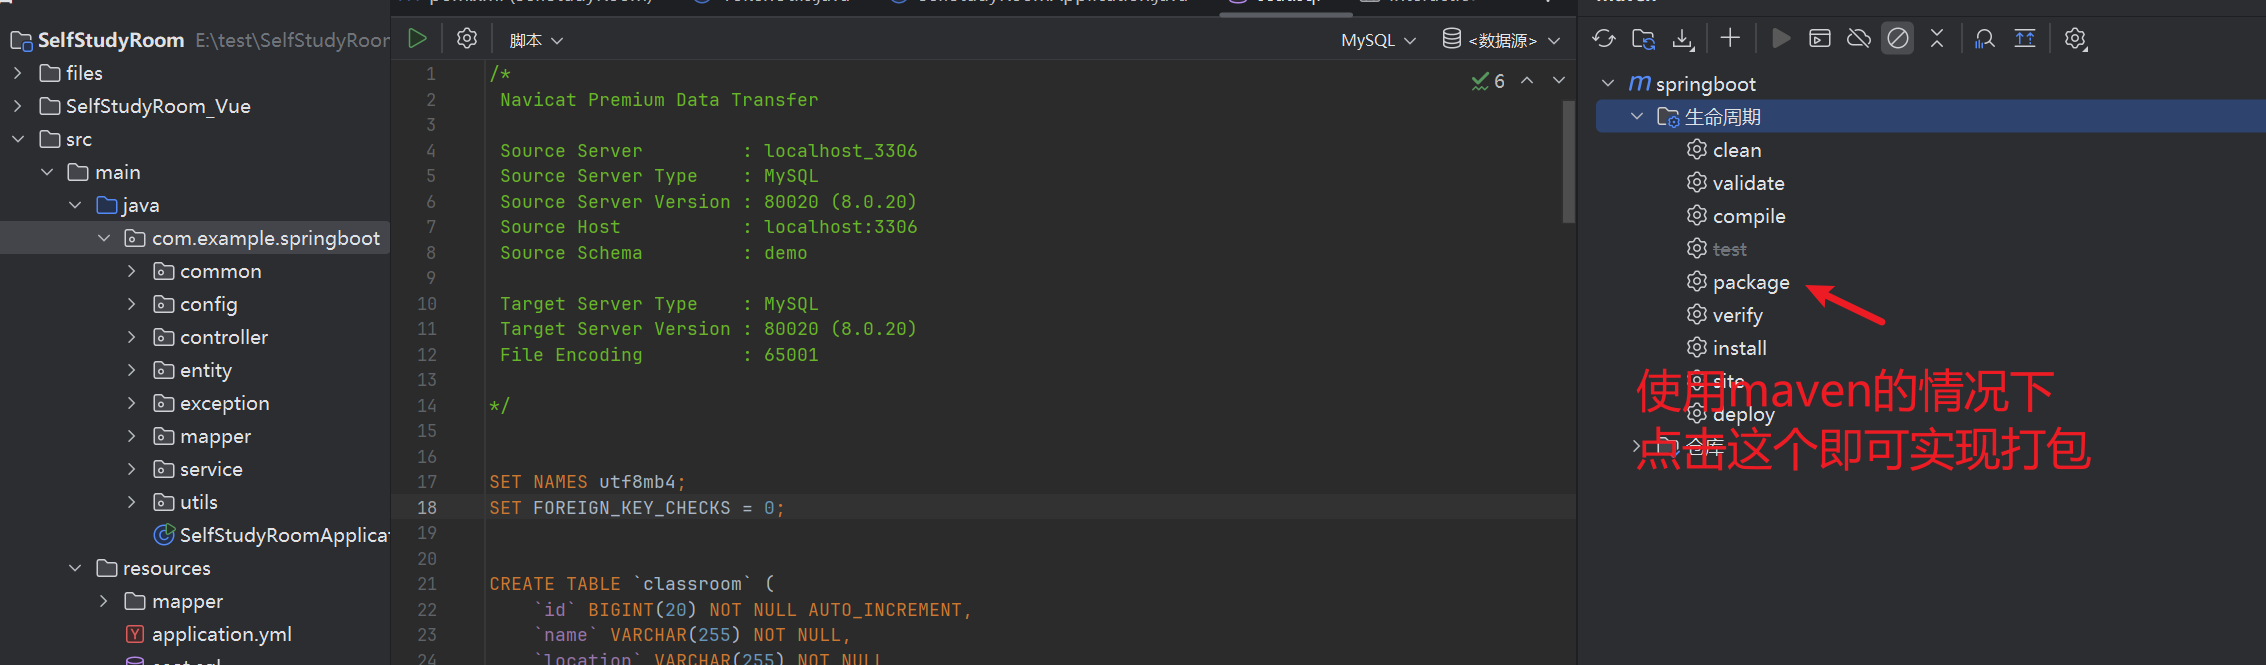 SelfStudyRoom E:\test\SelfStudyRoor
files
SelfStudyRoom_Vue
src
main
java
com.example.springboot
common
config
controller
entity
exception
mapper
service
utils
SelfStudyRoomApplica
resources
mapper
application.yml
脚本
MySQL
<数据源>
6
1 /*
2 Navicat Premium Data Transfer
3
4 Source Server : localhost_3306
5 Source Server Type : MySQL
6 Source Server Version : 80020 (8.0.20)
7 Source Host : localhost:3306
8 Source Schema : demo
9
10 Target Server Type : MySQL
11 Target Server Version : 80020 (8.0.20)
12 File Encoding : 65001
13
14 */
15
16
17 SET NAMES utf8mb4;
18 SET FOREIGN_KEY_CHECKS = 0;
19
20
21 CREATE TABLE `classroom` (
22 `id` BIGINT(20) NOT NULL AUTO_INCREMENT,
23 `name` VARCHAR(255) NOT NULL,
24 `location` VARCHAR(255) NOT NULL
springboot
生命周期
clean
validate
compile
test
package
verify
install
site
deploy
仓库
使用maven的情况下
点击这个即可实现打包